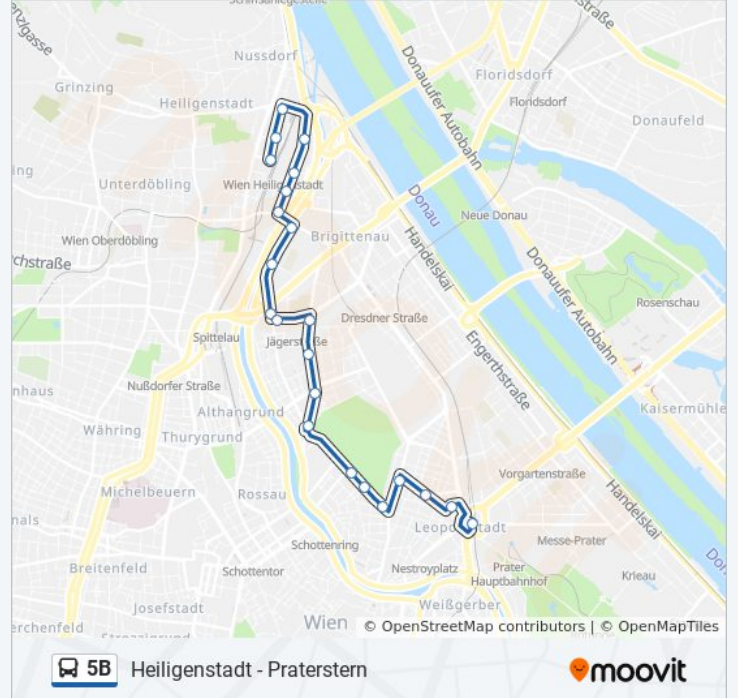 Schiffsanlegestelle
Nussdorf
Grinzing
Heiligenstadt
Donauufer Autobahn
Floridsdorf
Floridsdorf
Donaufeld
Unterdöbling
Wien Heiligenstadt
Donau
Neue Donau
Wien Oberdöbling
Brigittenau
Handelskai
Donauufer Autobahn
Rosenschau
Spittelau
Jägerstraße
Dresdner Straße
Engerthstraße
Nußdorfer Straße
Althangrund
Kaisermühle
Währing
Thurygrund
Michelbeuern
Rossau
Vorgartenstraße
Handelskai
Leopoldstadt
Schottenring
Messe-Prater
Breitenfeld
Schottentor
Nestroyplatz
Prater
Hauptbahnhof
Krieau
Josefstadt
Weißgerber
Wien
© OpenStreetMap contributors | © OpenMapTiles
5B Heiligenstadt - Praterstern
moovit